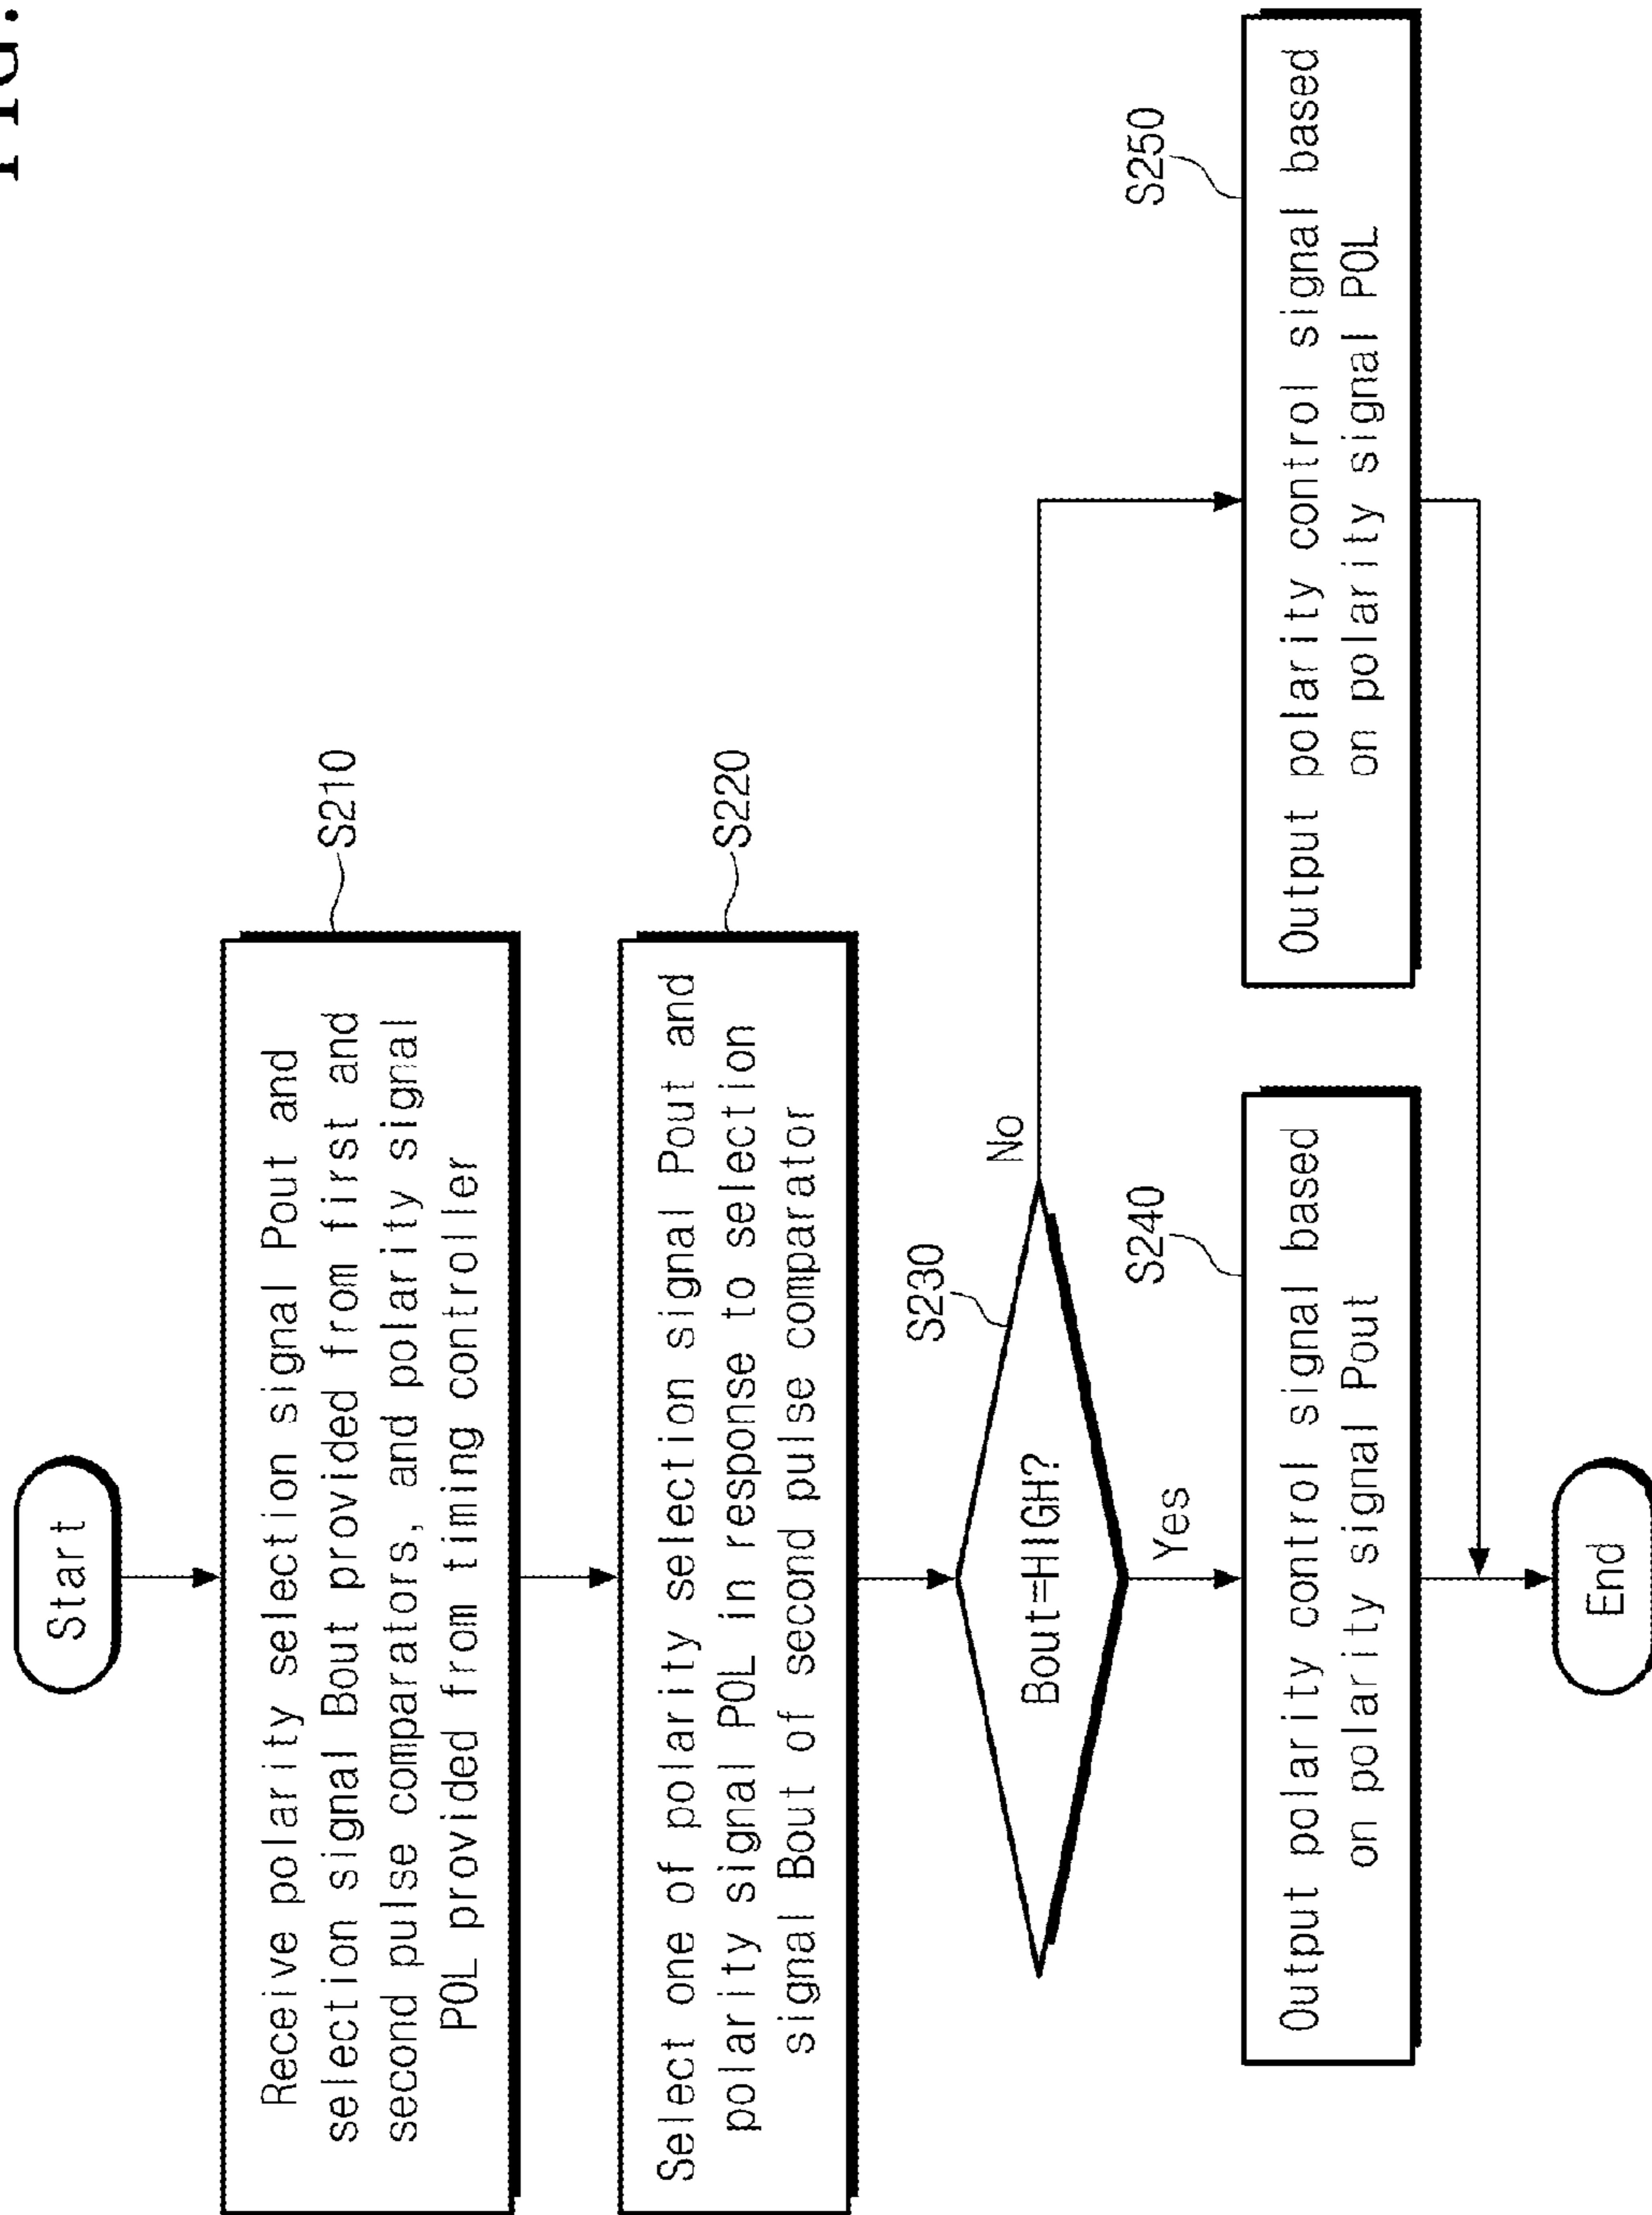 FIG.
Start
Receive polarity selection signal Pout and
selection signal Bout provided from first and
second pulse comparators, and polarity signal
POL provided from timing controller
S210
Select one of polarity selection signal Pout and
polarity signal POL in response to selection
signal Bout of second pulse comparator
S220
Bout=HIGH?
S230
No
Yes
Output polarity control signal based
on polarity signal Pout
S240
Output polarity control signal based
on polarity signal POL
S250
End